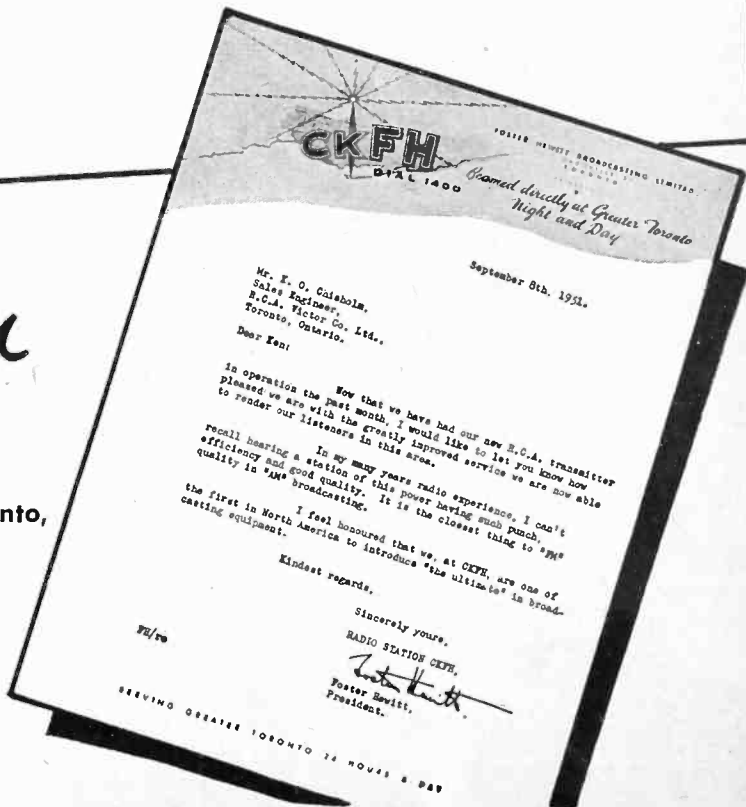 nto,
CKFH
DIAL 1400
FOSTER HEWITT BROADCASTING LIMITED
TORONTO
Beamed directly at Greater Toronto
Night and Day
September 8th, 1951.
Mr. K. O. Chisholm,
Sales Engineer,
R.C.A. Victor Co. Ltd.,
Toronto, Ontario.
Dear Ken:
Now that we have had our new R.C.A. transmitter
in operation the past month, I would like to let you know how
pleased we are with the greatly improved service we are now able
to render our listeners in this area.
In my many years radio experience, I can't
recall hearing a station of this power having such punch,
efficiency and good quality. It is the closest thing to "FM"
quality in "AM" broadcasting.
I feel honoured that we, at CKFH, are one of
the first in North America to introduce "the ultimate" in broad-
casting equipment.
Kindest regards,
Sincerely yours,
RADIO STATION CKFH,
Foster Hewitt
Foster Hewitt,
President.
FH/ro
SERVING GREATER TORONTO 24 HOURS A DAY